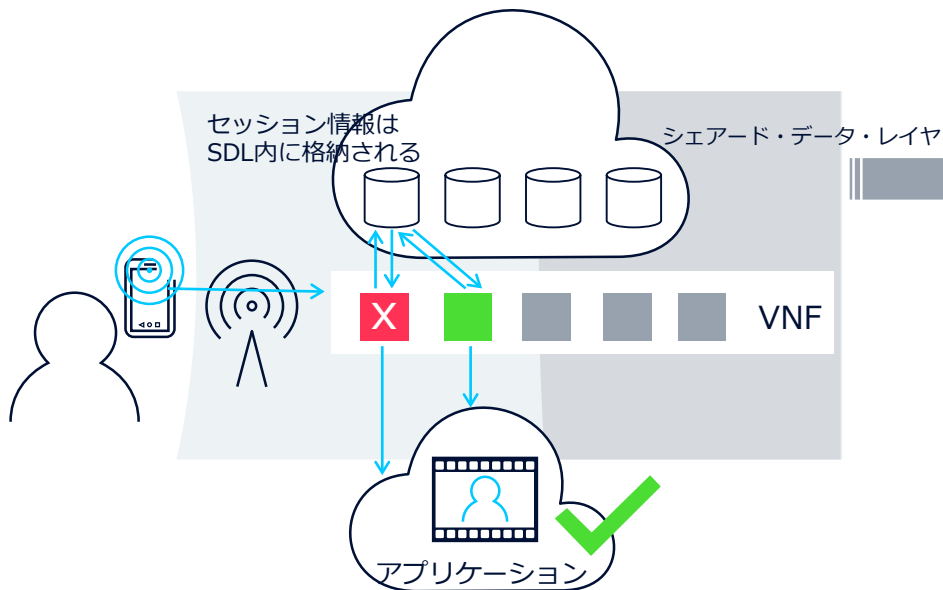 セッション情報は
SDL内に格納される
シェアード・データ・レイヤ
X
VNF
アプリケーション